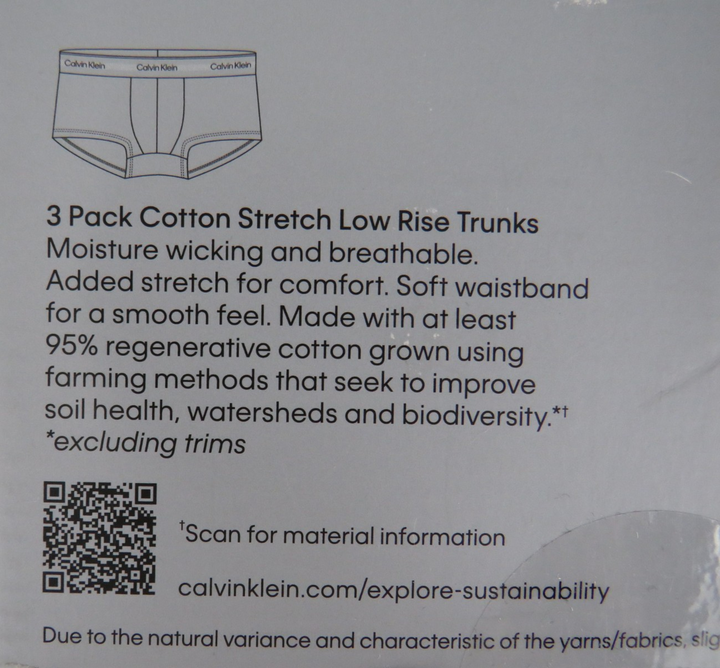 Calvin Klein Calvin Klein Calvin Klein
3 Pack Cotton Stretch Low Rise Trunks
Moisture wicking and breathable.
Added stretch for comfort. Soft waistband
for a smooth feel. Made with at least
95% regenerative cotton grown using
farming methods that seek to improve
soil health, watersheds and biodiversity.*†
*excluding trims
†Scan for material information
calvinklein.com/explore-sustainability
Due to the natural variance and characteristic of the yarns/fabrics, slig